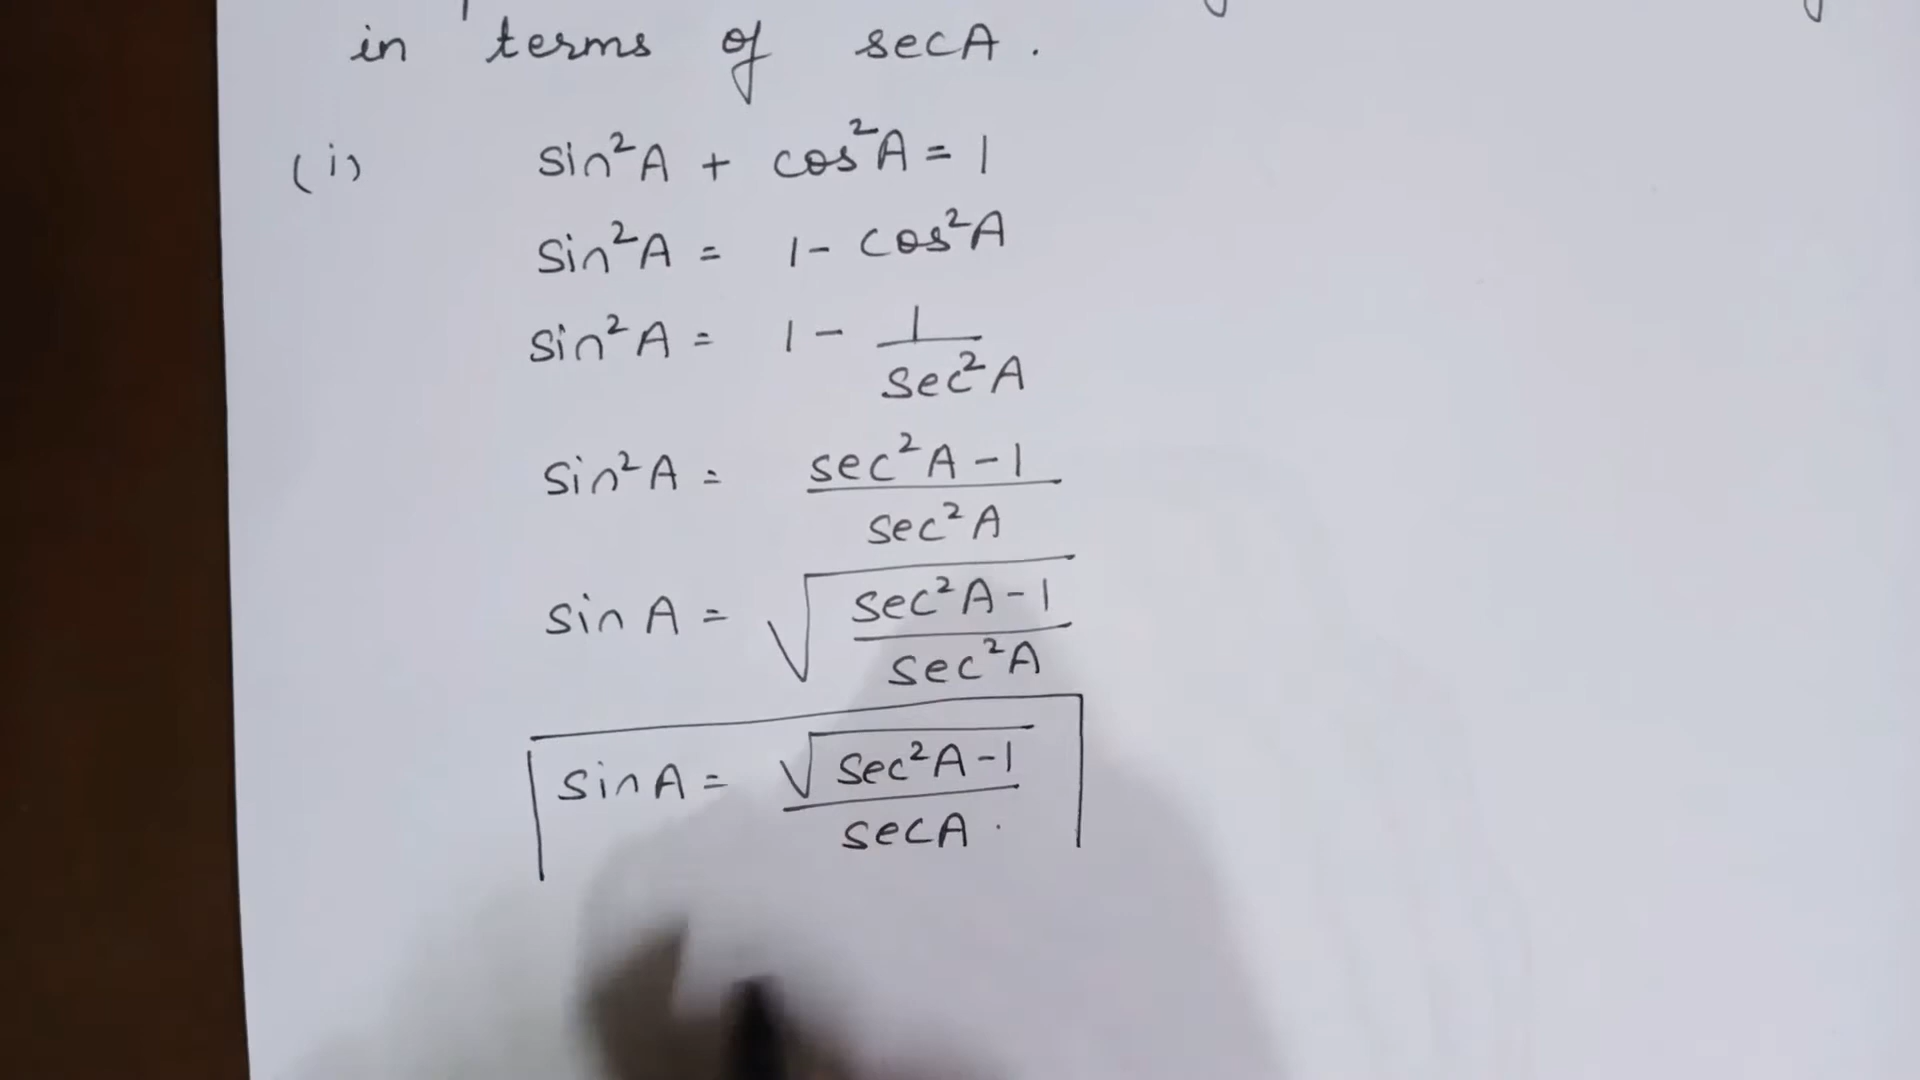 in terms of secA.
(i) sin²A + cos²A = 1
sin²A = 1 - cos²A
sin²A = 1 - 1/sec²A
sin²A = sec²A - 1/sec²A
sin A = √sec²A - 1/sec²A
sin A = √sec²A - 1/secA.